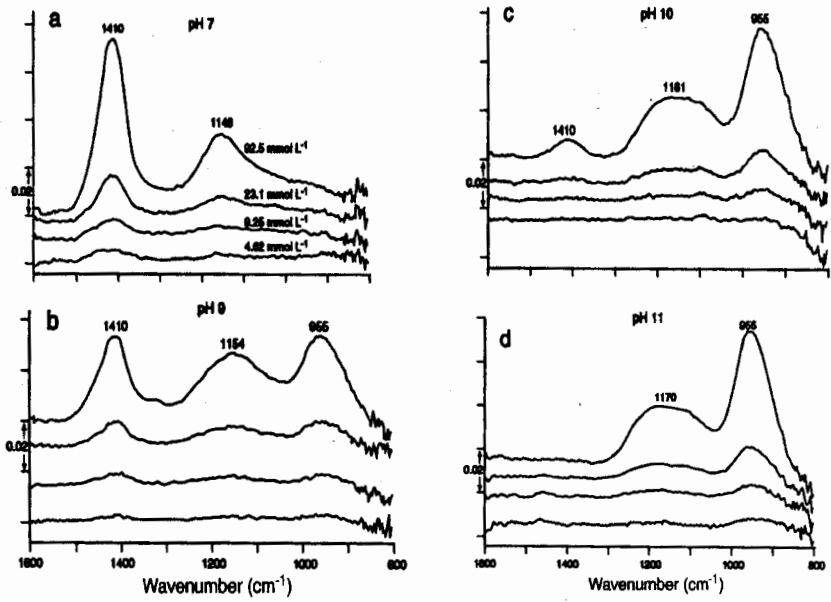 a
pH 7
1410
1148
92.5 mmol L⁻¹
0.02
23.1 mmol L⁻¹
9.25 mmol L⁻¹
4.62 mmol L⁻¹
c
pH 10
955
1161
1410
0.02
b
pH 9
1410
1154
955
0.02
1600
1400
1200
1000
800
Wavenumber (cm⁻¹)
d
pH 11
955
1170
0.02
1600
1400
1200
1000
800
Wavenumber (cm⁻¹)